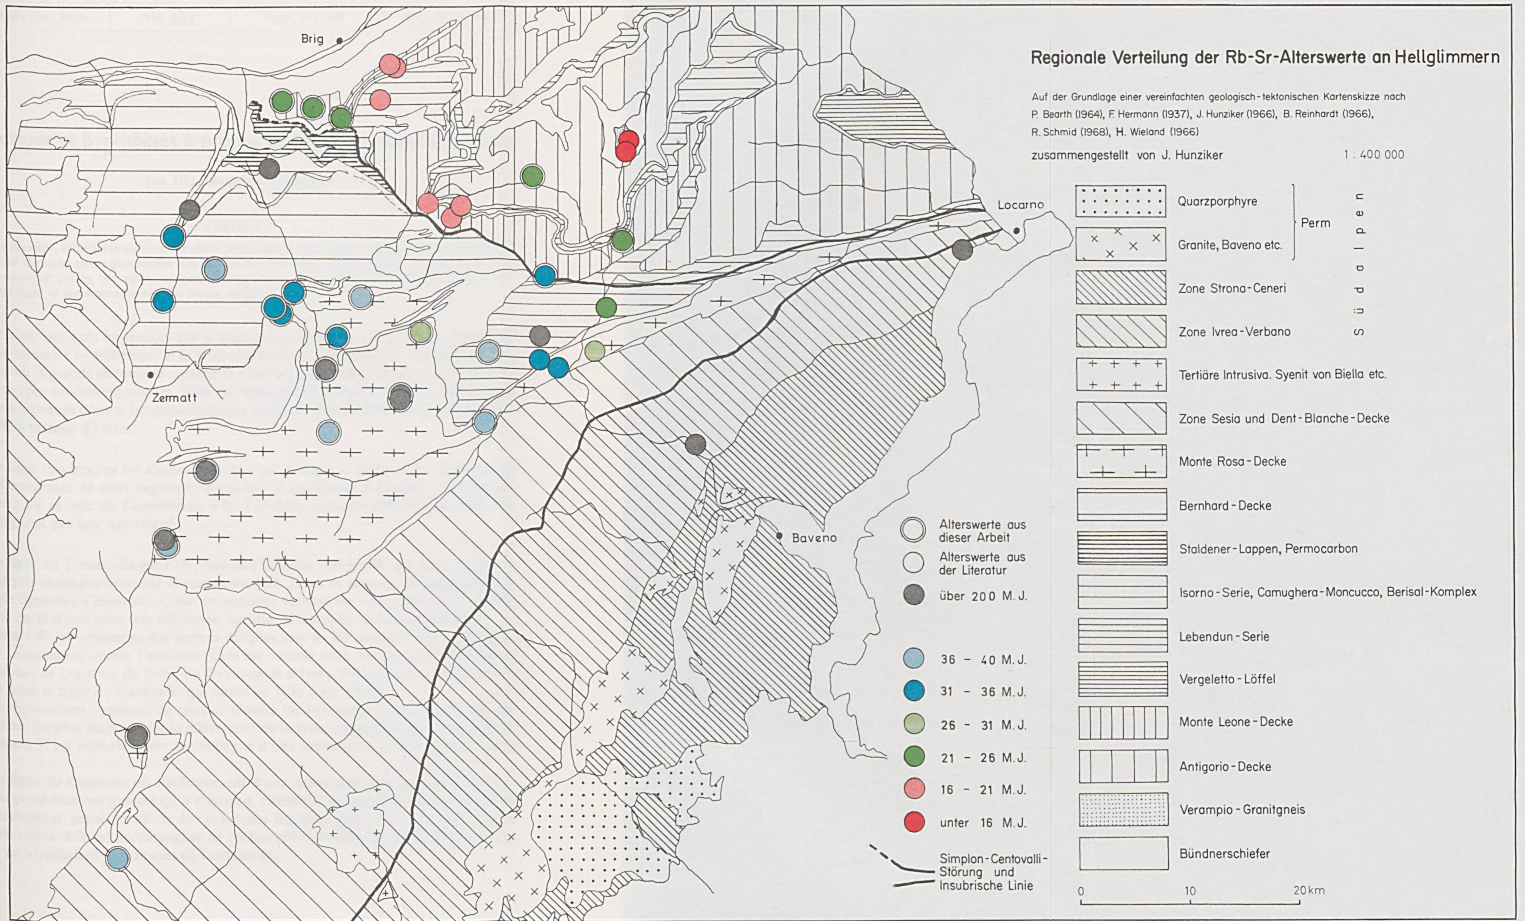 Regionale Verteilung der Rb-Sr-Alterswerte an Hellglimmern
Auf der Grundlage einer vereinfachten geologisch-tektonischen Kartenskizze nach
P. Bearth (1964), F. Hermann (1937), J. Hunziker (1966), B. Reinhardt (1966),
R. Schmid (1968), H. Wieland (1966)
zusammengestellt von J. Hunziker 1 : 400 000
Brig
Locarno
Zermatt
Baveno
Quarzporphyre
Granite, Baveno etc.
Perm
Südalpen
Zone Strona-Ceneri
Zone Ivrea-Verbano
Tertiäre Intrusiva. Syenit von Biella etc.
Zone Sesia und Dent-Blanche-Decke
Monte Rosa-Decke
Bernhard-Decke
Staldener-Lappen, Permocarbon
Isorno-Serie, Camughera-Moncucco, Berisal-Komplex
Lebendun-Serie
Vergeletto-Löffel
Monte Leone-Decke
Antigorio-Decke
Verampio-Granitgneis
Bündnerschiefer
0 10 20 km
Alterswerte aus
dieser Arbeit
Alterswerte aus
der Literatur
über 200 M.J.
36 – 40 M.J.
31 – 36 M.J.
26 – 31 M.J.
21 – 26 M.J.
16 – 21 M.J.
unter 16 M.J.
Simplon-Centovalli-
Störung und
Insubrische Linie